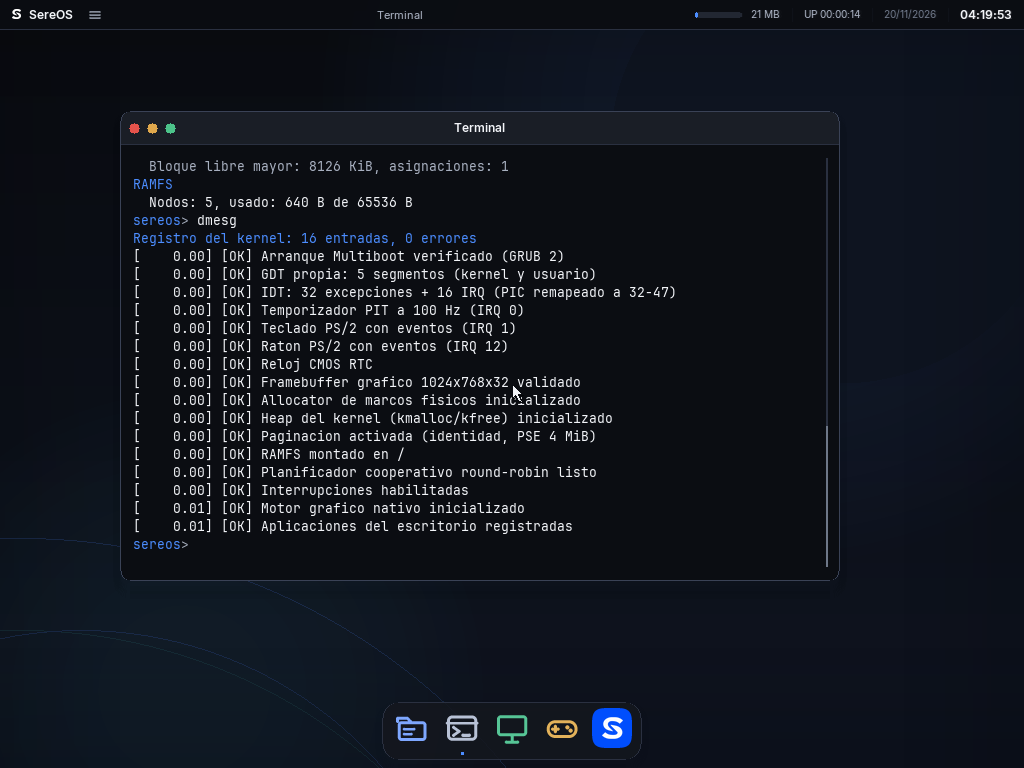 SereOS
Terminal
21 MB
UP 00:00:14
20/11/2026
04:19:53
Terminal
Bloque libre mayor: 8126 KiB, asignaciones: 1
RAMFS
Nodos: 5, usado: 640 B de 65536 B
sereos> dmesg
Registro del kernel: 16 entradas, 0 errores
[    0.00] [OK] Arranque Multiboot verificado (GRUB 2)
[    0.00] [OK] GDT propia: 5 segmentos (kernel y usuario)
[    0.00] [OK] IDT: 32 excepciones + 16 IRQ (PIC remapeado a 32-47)
[    0.00] [OK] Temporizador PIT a 100 Hz (IRQ 0)
[    0.00] [OK] Teclado PS/2 con eventos (IRQ 1)
[    0.00] [OK] Raton PS/2 con eventos (IRQ 12)
[    0.00] [OK] Reloj CMOS RTC
[    0.00] [OK] Framebuffer grafico 1024x768x32 validado
[    0.00] [OK] Allocator de marcos fisicos inicializado
[    0.00] [OK] Heap del kernel (kmalloc/kfree) inicializado
[    0.00] [OK] Paginacion activada (identidad, PSE 4 MiB)
[    0.00] [OK] RAMFS montado en /
[    0.00] [OK] Planificador cooperativo round-robin listo
[    0.00] [OK] Interrupciones habilitadas
[    0.01] [OK] Motor grafico nativo inicializado
[    0.01] [OK] Aplicaciones del escritorio registradas
sereos>